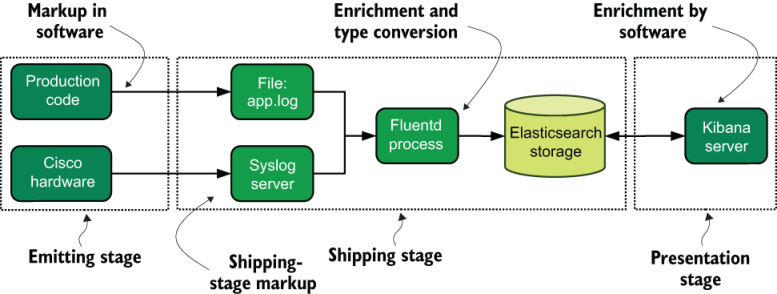 Markup in
software
Enrichment and
type conversion
Enrichment by
software
Production
code
File:
app.log
Fluentd
process
Elasticsearch
storage
Kibana
server
Cisco
hardware
Syslog
server
Emitting stage
Shipping-
stage markup
Shipping stage
Presentation
stage